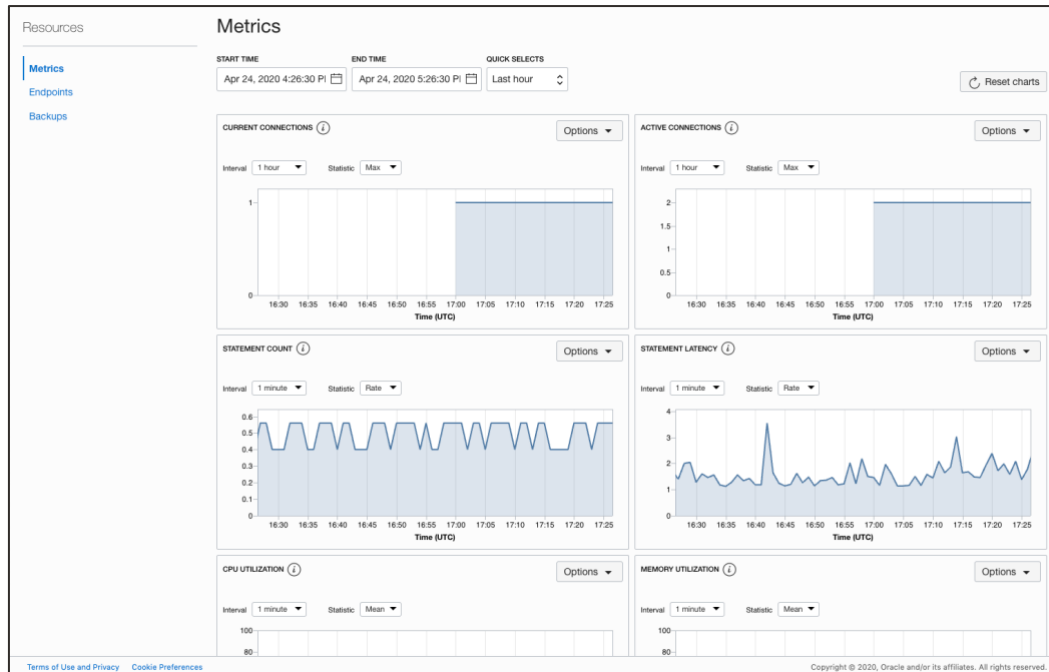 Resources
Metrics
Endpoints
Backups
Metrics
START TIME END TIME QUICK SELECTS
Apr 24, 2020 4:26:30 PI Apr 24, 2020 5:26:30 PI Last hour
Reset charts
CURRENT CONNECTIONS i Options
Interval 1 hour Statistic Max
1
0
16:30 16:35 16:40 16:45 16:50 16:55 17:00 17:05 17:10 17:15 17:20 17:25
Time (UTC)
ACTIVE CONNECTIONS i Options
Interval 1 hour Statistic Max
2
1.5
1
0.5
0
16:30 16:35 16:40 16:45 16:50 16:55 17:00 17:05 17:10 17:15 17:20 17:25
Time (UTC)
STATEMENT COUNT i Options
Interval 1 minute Statistic Rate
0.6
0.5
0.4
0.3
0.2
0.1
0
16:30 16:35 16:40 16:45 16:50 16:55 17:00 17:05 17:10 17:15 17:20 17:25
Time (UTC)
STATEMENT LATENCY i Options
Interval 1 minute Statistic Rate
4
3
2
1
0
16:30 16:35 16:40 16:45 16:50 16:55 17:00 17:05 17:10 17:15 17:20 17:25
Time (UTC)
CPU UTILIZATION i Options
Interval 1 minute Statistic Mean
100
80
MEMORY UTILIZATION i Options
Interval 1 minute Statistic Mean
100
80
Terms of Use and Privacy Cookie Preferences
Copyright © 2020, Oracle and/or its affiliates. All rights reserved.